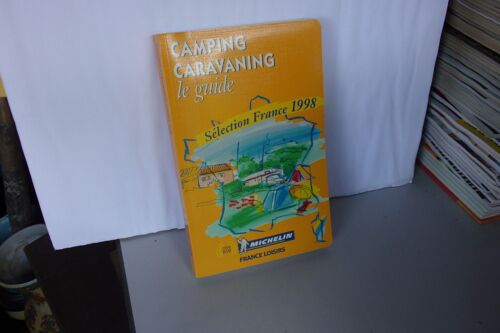 CAMPING
CARAVANING
le guide
Sélection France 1998
MICHELIN
FRANCE LOISIRS